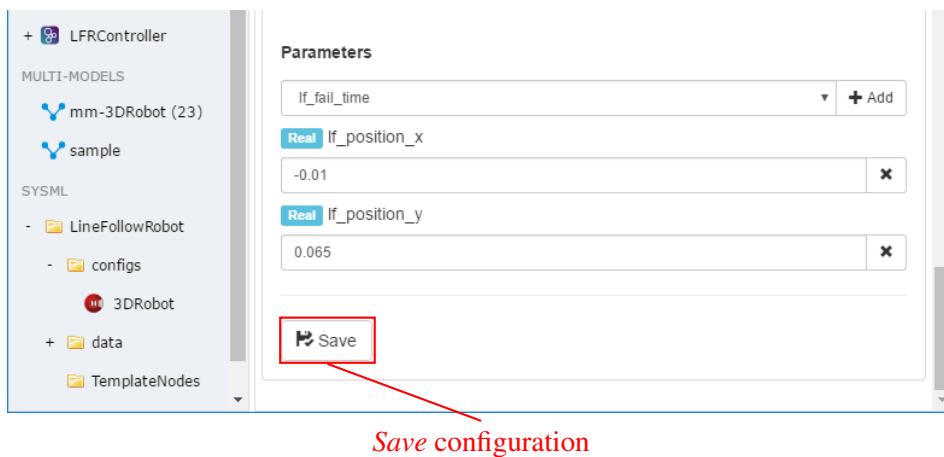 + LFRController
MULTI-MODELS
mm-3DRobot (23)
sample
SYSML
- LineFollowRobot
- configs
3DRobot
+ data
TemplateNodes
Parameters
lf_fail_time
+ Add
Real lf_position_x
-0.01
Real lf_position_y
0.065
Save
Save configuration